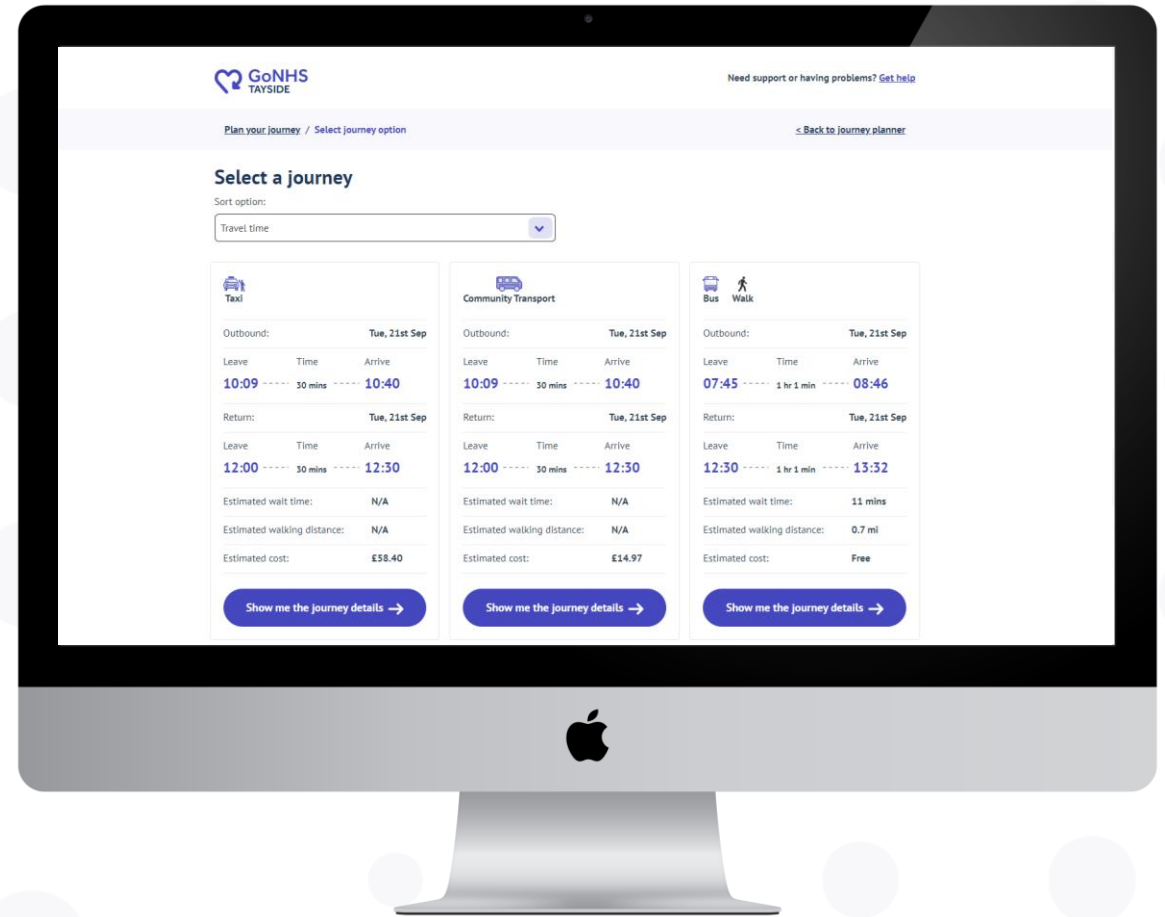 GoNHS
TAYSIDE
Need support or having problems? Get help
Plan your journey / Select journey option
< Back to journey planner
Select a journey
Sort option:
Travel time
Taxi
Outbound: Tue, 21st Sep
Leave Time Arrive
10:09 30 mins 10:40
Return: Tue, 21st Sep
Leave Time Arrive
12:00 30 mins 12:30
Estimated wait time: N/A
Estimated walking distance: N/A
Estimated cost: £58.40
Show me the journey details →
Community Transport
Outbound: Tue, 21st Sep
Leave Time Arrive
10:09 30 mins 10:40
Return: Tue, 21st Sep
Leave Time Arrive
12:00 30 mins 12:30
Estimated wait time: N/A
Estimated walking distance: N/A
Estimated cost: £14.97
Show me the journey details →
Bus Walk
Outbound: Tue, 21st Sep
Leave Time Arrive
07:45 1 hr 1 min 08:46
Return: Tue, 21st Sep
Leave Time Arrive
12:30 1 hr 1 min 13:32
Estimated wait time: 11 mins
Estimated walking distance: 0.7 mi
Estimated cost: Free
Show me the journey details →